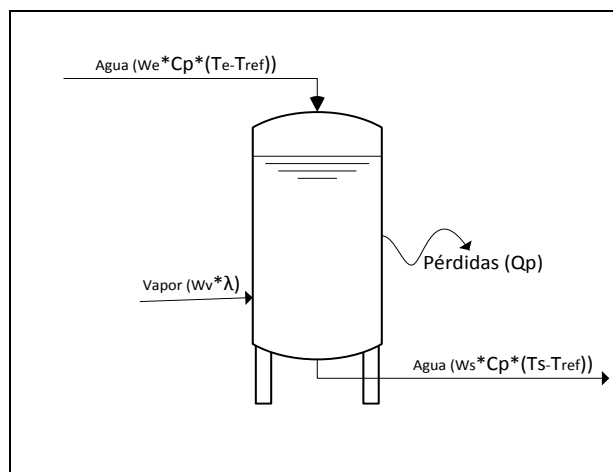 Agua (We*Cp*(Te-Tref))
Pérdidas (Qp)
Vapor (Wv*λ)
Agua (Ws*Cp*(Ts-Tref))